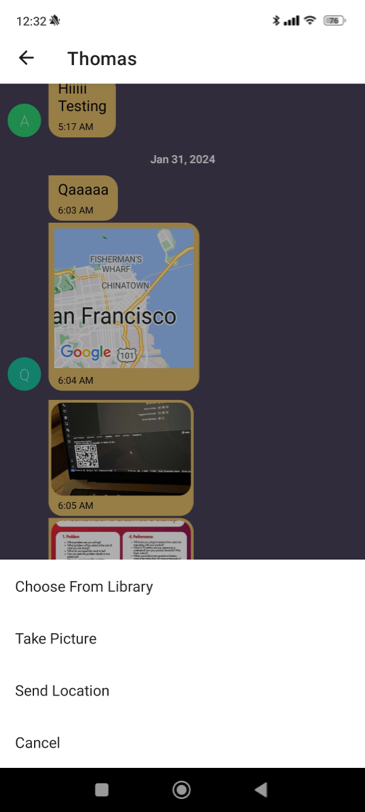 12:32
76
Thomas
Hiiiii
Testing
5:17 AM
A
Jan 31, 2024
Qaaaaa
6:03 AM
FISHERMAN'S
WHARF
CHINATOWN
an Francisco
Google
101
6:04 AM
Q
6:05 AM
1. Problem
4. Performance
Choose From Library
Take Picture
Send Location
Cancel